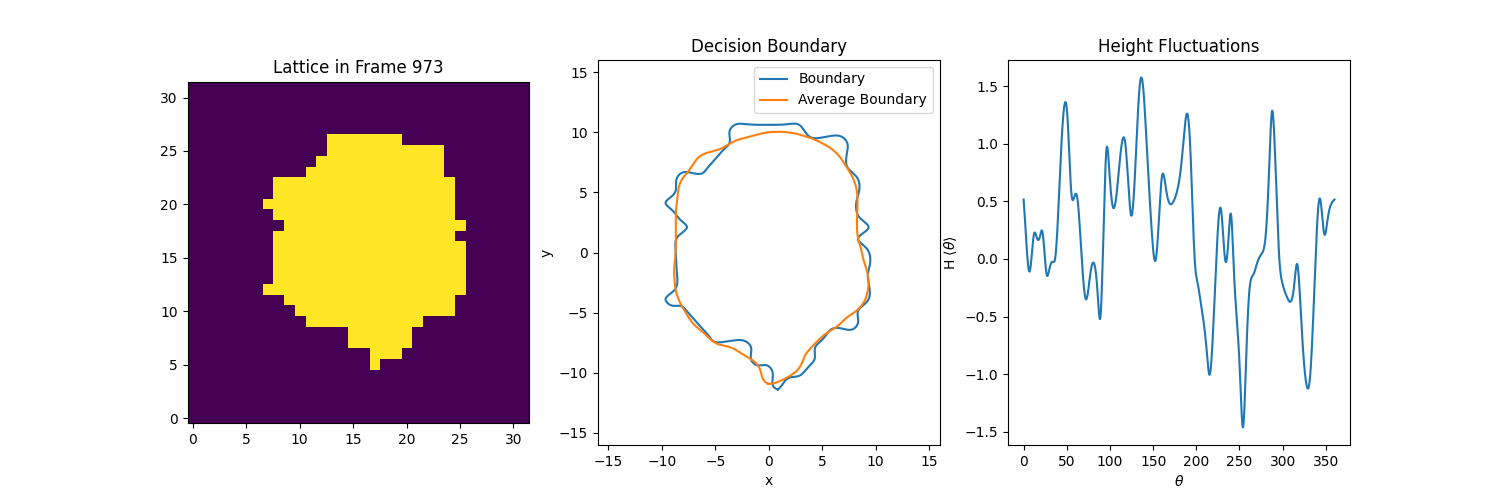 Lattice in Frame 973
30
25
20
15
10
5
0
0 5 10 15 20 25 30
Decision Boundary
Boundary
Average Boundary
15
10
5
0
−5
−10
−15
y
−15 −10 −5 0 5 10 15
x
Height Fluctuations
1.5
1.0
0.5
0.0
−0.5
−1.0
−1.5
H (θ)
0 50 100 150 200 250 300 350
θ